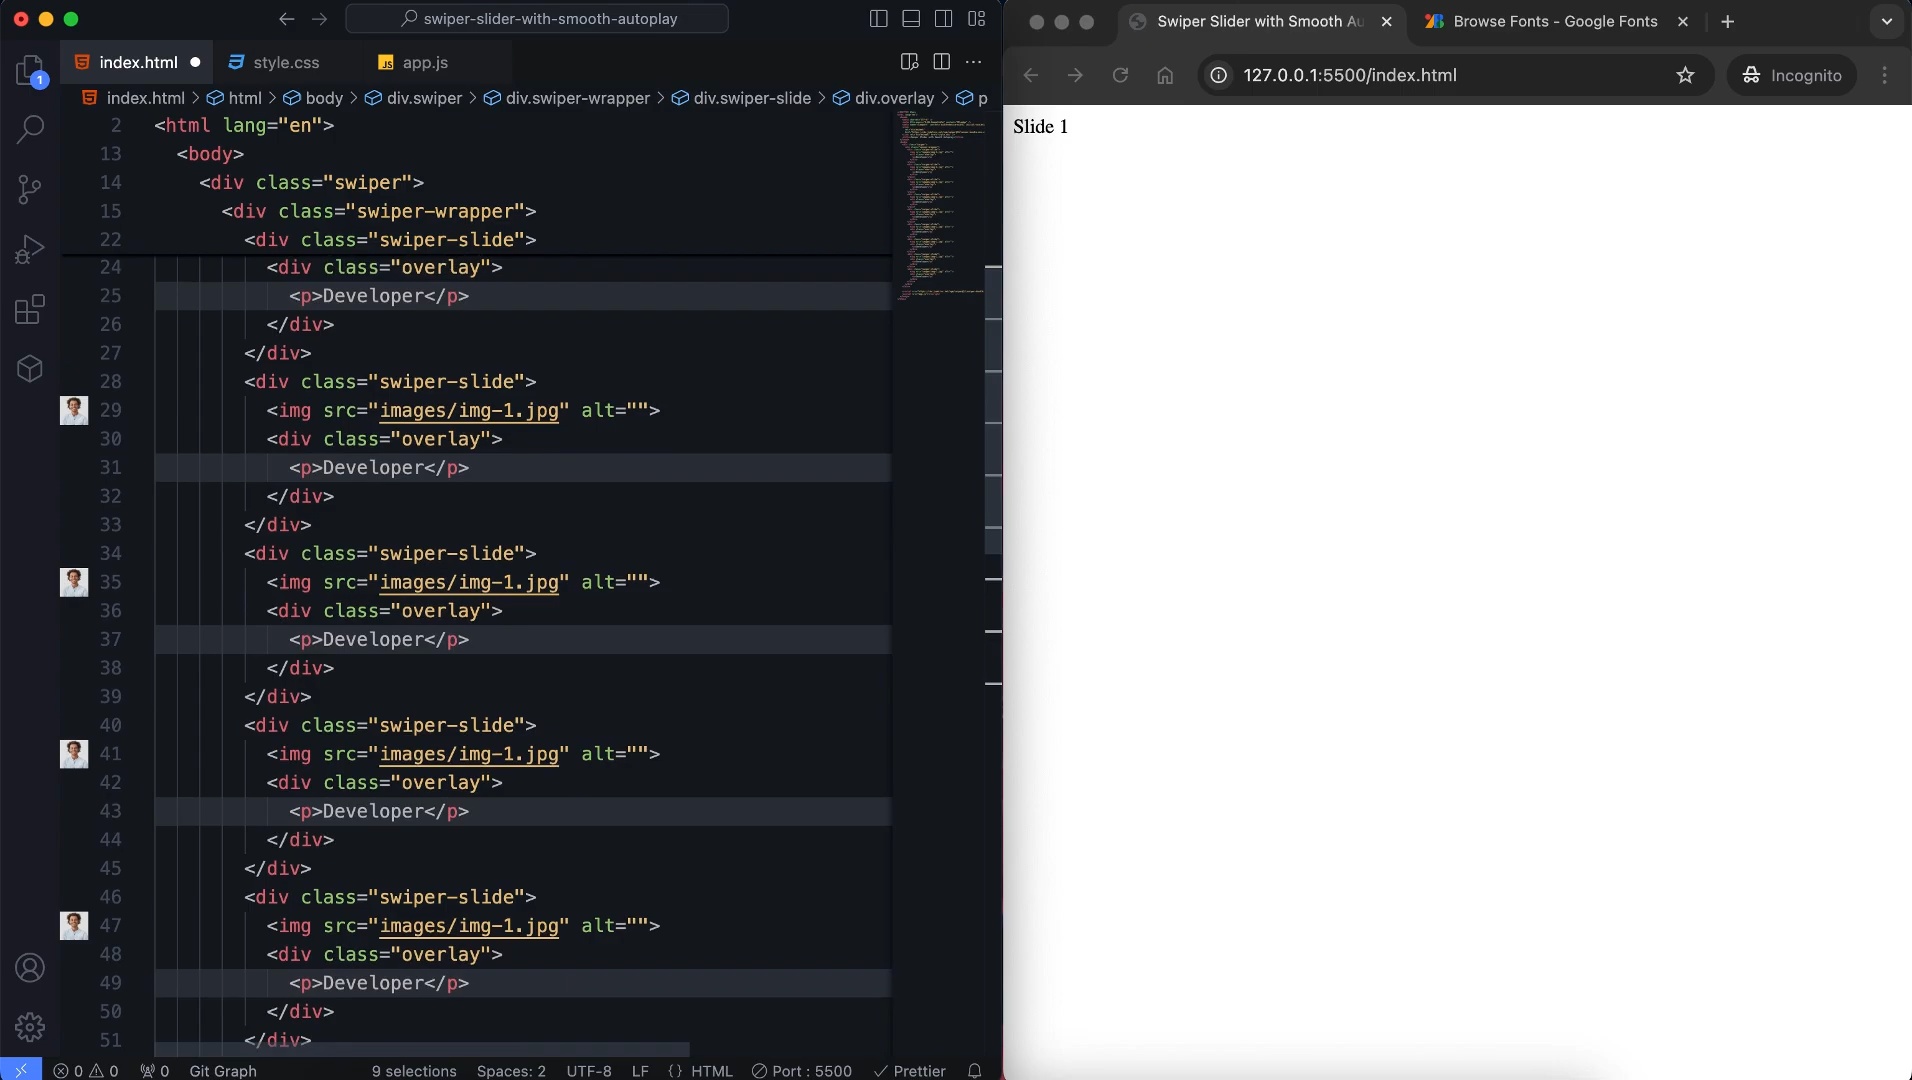 swiper-slider-with-smooth-autoplay
index.html
style.css
JS app.js
index.html > html > body > div.swiper > div.swiper-wrapper > div.swiper-slide > div.overlay > p
1
2 <html lang="en">
13 <body>
14 <div class="swiper">
15 <div class="swiper-wrapper">
22 <div class="swiper-slide">
24 <div class="overlay">
25 <p>Developer</p>
26 </div>
27 </div>
28 <div class="swiper-slide">
29 <img src="images/img-1.jpg" alt="">
30 <div class="overlay">
31 <p>Developer</p>
32 </div>
33 </div>
34 <div class="swiper-slide">
35 <img src="images/img-1.jpg" alt="">
36 <div class="overlay">
37 <p>Developer</p>
38 </div>
39 </div>
40 <div class="swiper-slide">
41 <img src="images/img-1.jpg" alt="">
42 <div class="overlay">
43 <p>Developer</p>
44 </div>
45 </div>
46 <div class="swiper-slide">
47 <img src="images/img-1.jpg" alt="">
48 <div class="overlay">
49 <p>Developer</p>
50 </div>
51 </div>
0 0 0 Git Graph 9 selections Spaces: 2 UTF-8 LF {} HTML Port : 5500 Prettier
Swiper Slider with Smooth Au
Browse Fonts - Google Fonts
127.0.0.1:5500/index.html
Incognito
Slide 1